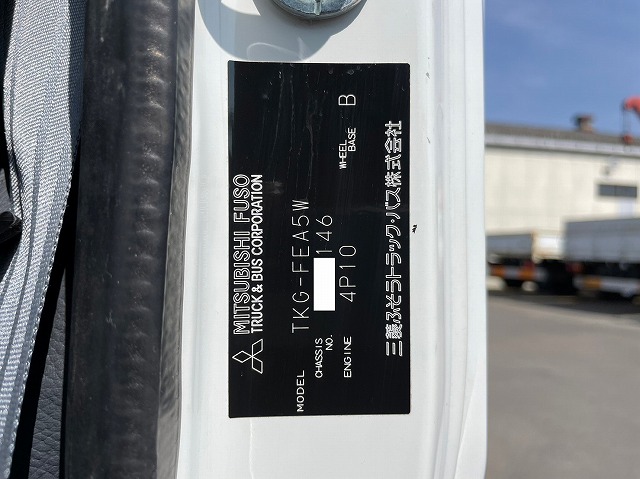 MITSUBISHI FUSO
TRUCK & BUS CORPORATION
MODEL TKG-FEA5W
CHASSIS NO. 146
ENGINE 4P10 WHEEL BASE B
三菱ふそうトラック・バス株式会社